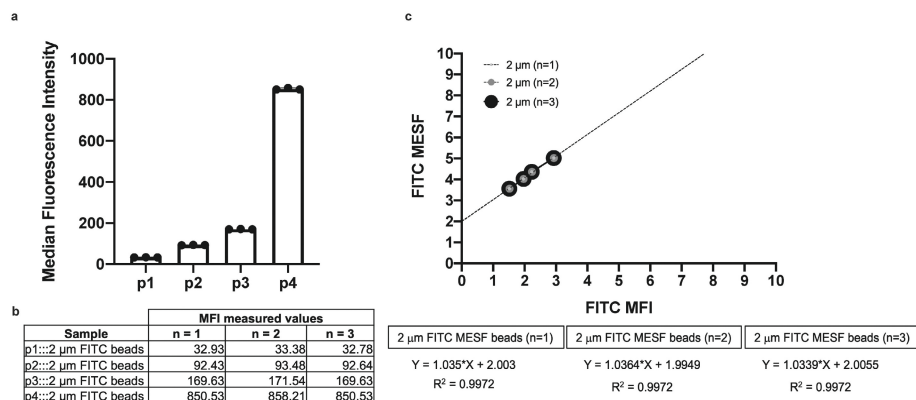 a
Median Fluorescence Intensity
1000
800
600
400
200
0
p1 p2 p3 p4
b
MFI measured values
Sample n = 1 n = 2 n = 3
p1:::2 µm FITC beads 32.93 33.38 32.78
p2:::2 µm FITC beads 92.43 93.48 92.64
p3:::2 µm FITC beads 169.63 171.54 169.63
p4:::2 µm FITC beads 850.53 858.21 850.53
c
FITC MESF
10
9
8
7
6
5
4
3
2
1
0
2 µm (n=1)
2 µm (n=2)
2 µm (n=3)
0 1 2 3 4 5 6 7 8 9 10
FITC MFI
2 µm FITC MESF beads (n=1) 2 µm FITC MESF beads (n=2) 2 µm FITC MESF beads (n=3)
Y = 1.035*X + 2.003 Y = 1.0364*X + 1.9949 Y = 1.0339*X + 2.0055
R² = 0.9972 R² = 0.9972 R² = 0.9972